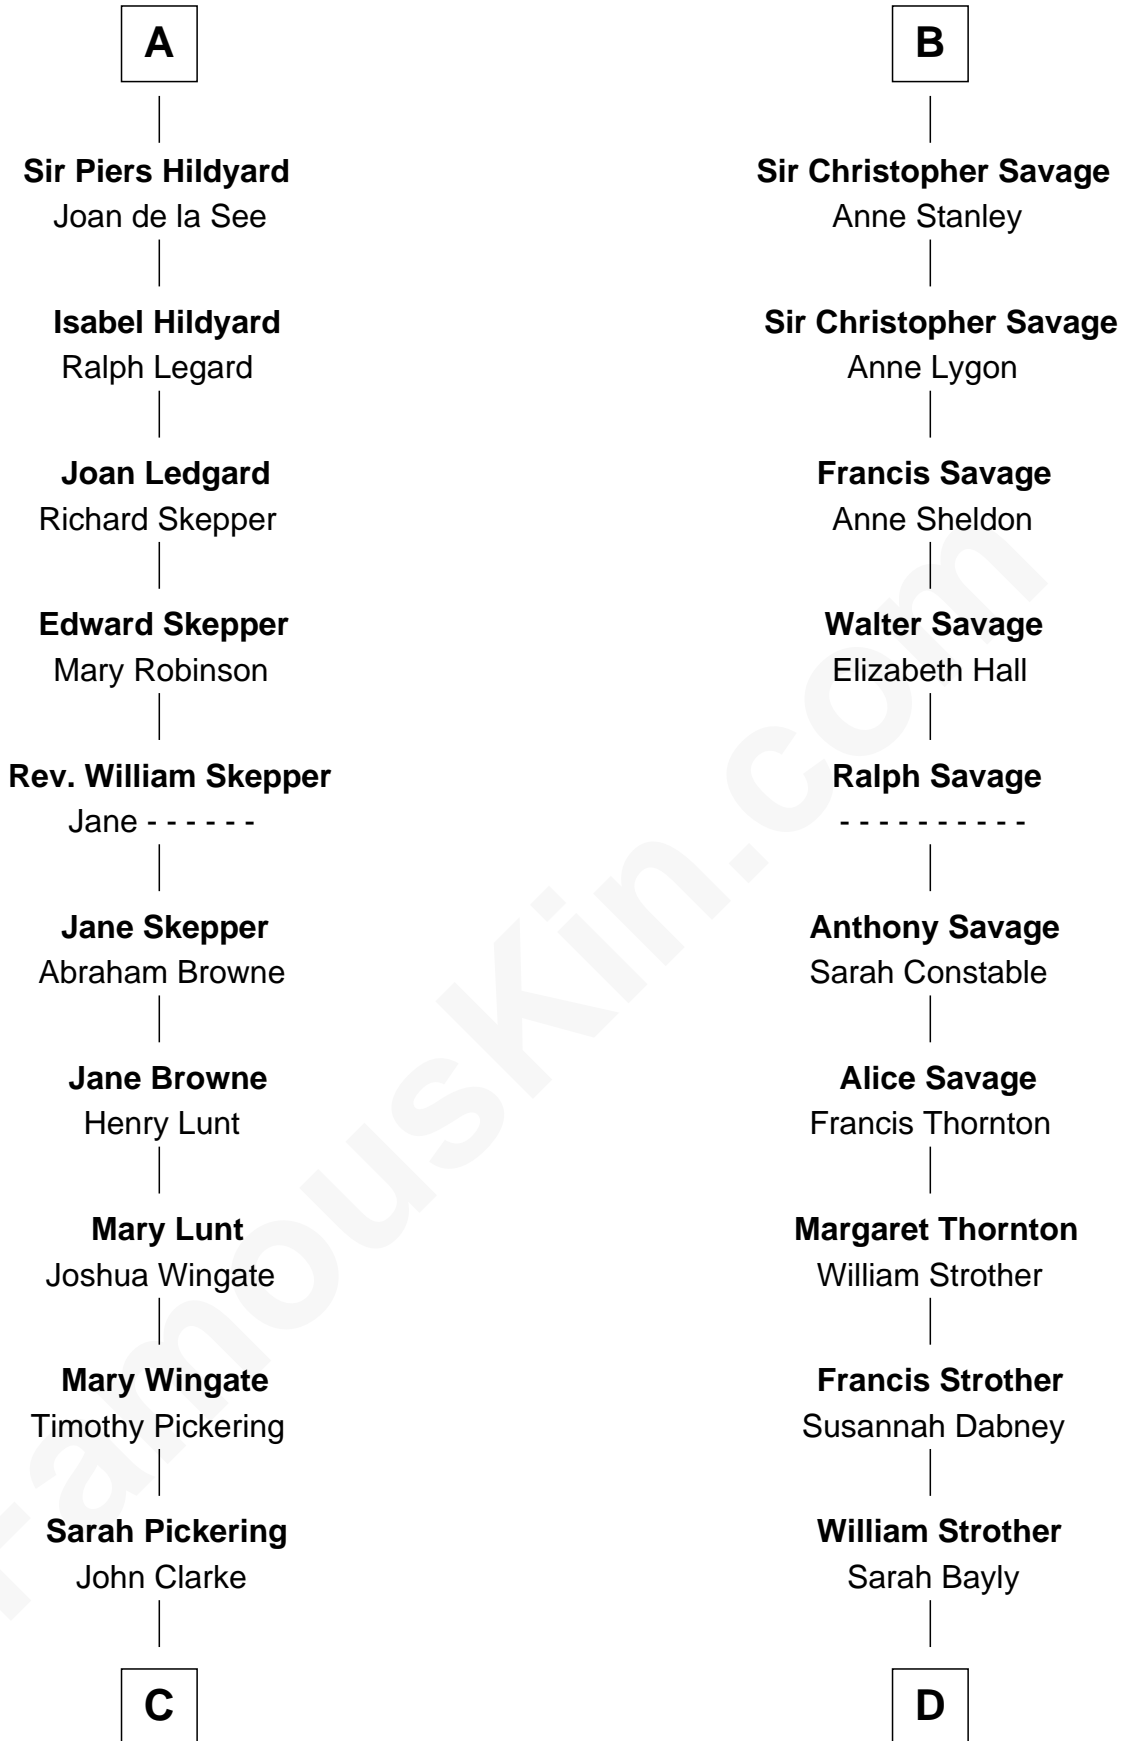 A
Sir Piers Hildyard
Joan de la See
Isabel Hildyard
Ralph Legard
Joan Ledgard
Richard Skepper
Edward Skepper
Mary Robinson
Rev. William Skepper
Jane - - - - - -
Jane Skepper
Abraham Browne
Jane Browne
Henry Lunt
Mary Lunt
Joshua Wingate
Mary Wingate
Timothy Pickering
Sarah Pickering
John Clarke
C
B
Sir Christopher Savage
Anne Stanley
Sir Christopher Savage
Anne Lygon
Francis Savage
Anne Sheldon
Walter Savage
Elizabeth Hall
Ralph Savage
- - - - - - - - - -
Anthony Savage
Sarah Constable
Alice Savage
Francis Thornton
Margaret Thornton
William Strother
Francis Strother
Susannah Dabney
William Strother
Sarah Bayly
D
FamousKin.com